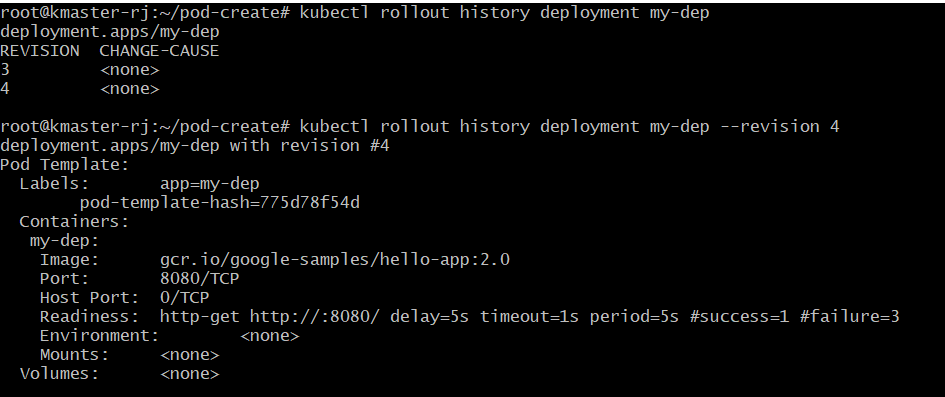 root@kmaster-rj:~/pod-create# kubectl rollout history deployment my-dep
deployment.apps/my-dep
REVISION  CHANGE-CAUSE
3         <none>
4         <none>
root@kmaster-rj:~/pod-create# kubectl rollout history deployment my-dep --revision 4
deployment.apps/my-dep with revision #4
Pod Template:
  Labels:       app=my-dep
        pod-template-hash=775d78f54d
  Containers:
   my-dep:
    Image:      gcr.io/google-samples/hello-app:2.0
    Port:       8080/TCP
    Host Port:  0/TCP
    Readiness:  http-get http://:8080/ delay=5s timeout=1s period=5s #success=1 #failure=3
    Environment:        <none>
    Mounts:     <none>
  Volumes:      <none>